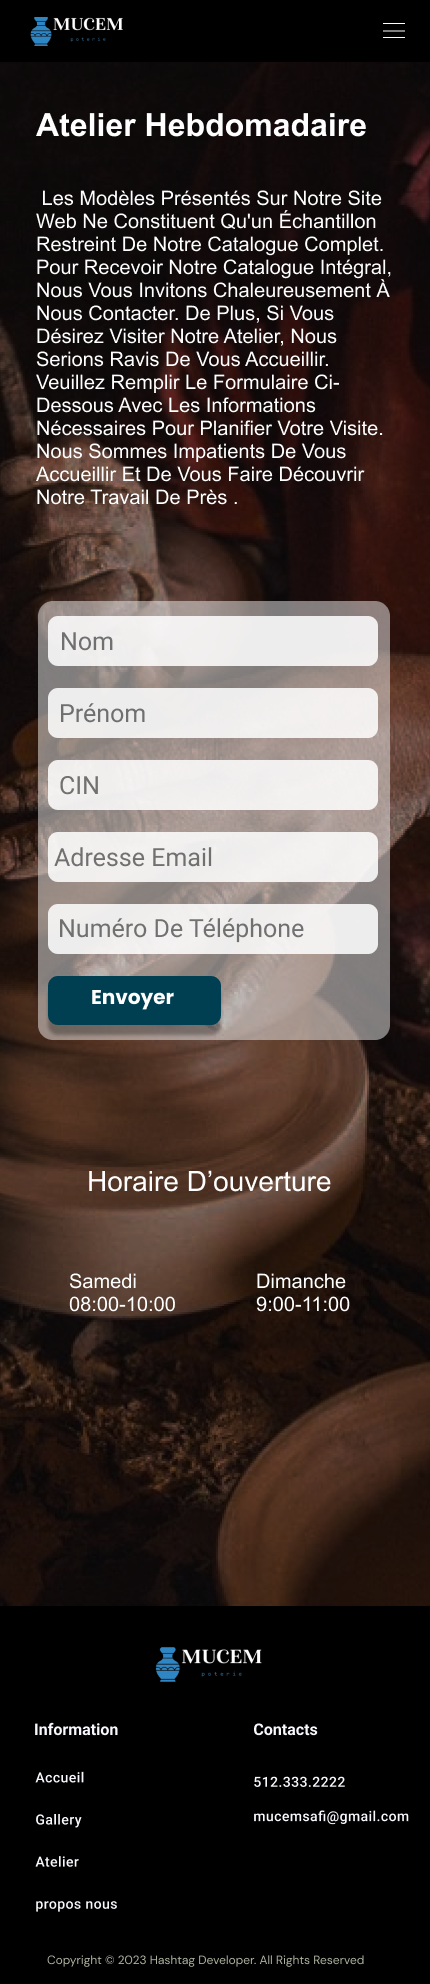 MUCEM
poterie
Atelier Hebdomadaire
Les Modèles Présentés Sur Notre Site
Web Ne Constituent Qu'un Échantillon
Restreint De Notre Catalogue Complet.
Pour Recevoir Notre Catalogue Intégral,
Nous Vous Invitons Chaleureusement À
Nous Contacter. De Plus, Si Vous
Désirez Visiter Notre Atelier, Nous
Serions Ravis De Vous Accueillir.
Veuillez Remplir Le Formulaire Ci-
Dessous Avec Les Informations
Nécessaires Pour Planifier Votre Visite.
Nous Sommes Impatients De Vous
Accueillir Et De Vous Faire Découvrir
Notre Travail De Près .
Nom
Prénom
CIN
Adresse Email
Numéro De Téléphone
Envoyer
Horaire D’ouverture
Samedi
08:00-10:00
Dimanche
9:00-11:00
MUCEM
poterie
Information
Accueil
Gallery
Atelier
propos nous
Contacts
512.333.2222
mucemsafi@gmail.com
Copyright © 2023 Hashtag Developer. All Rights Reserved